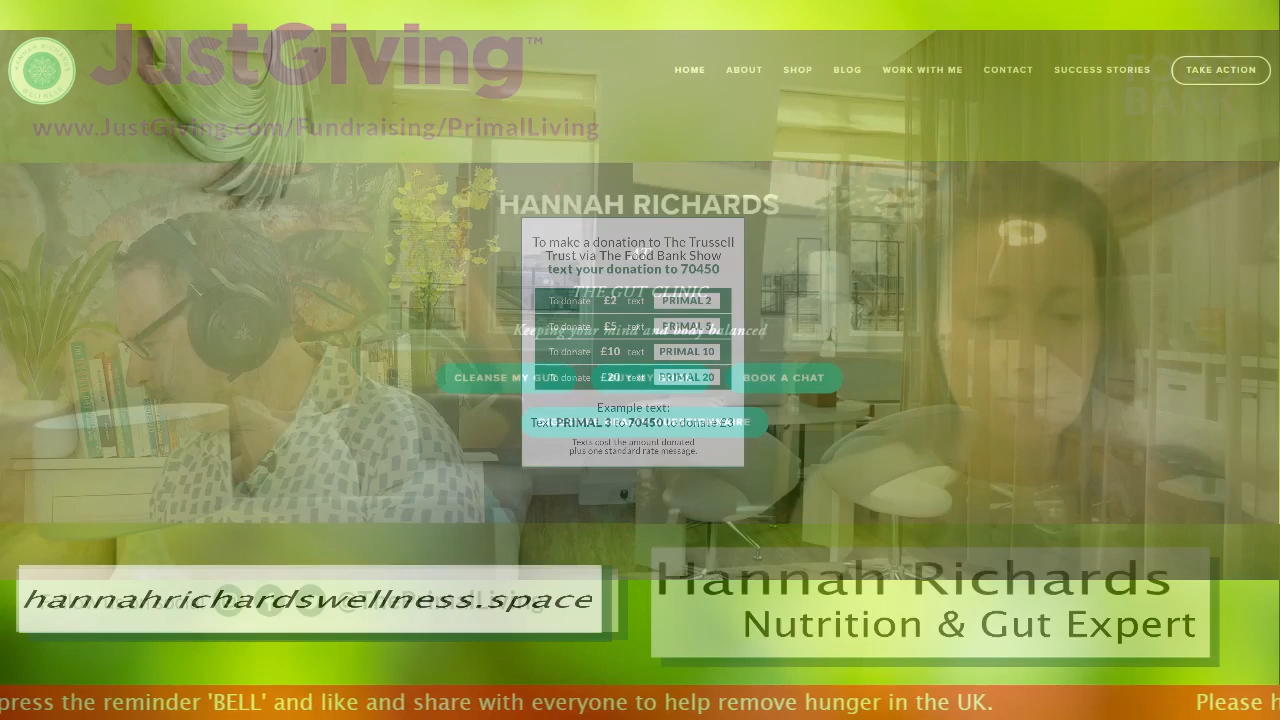 JustGiving™
www.JustGiving.com/Fundraising/PrimalLiving
HOME ABOUT SHOP BLOG WORK WITH ME CONTACT SUCCESS STORIES TAKE ACTION
BANK
HANNAH RICHARDS
THE GUT CLINIC
Keeping your mind and body balanced
To make a donation to The Trussell
Trust via The Food Bank Show
text your donation to 70450
To donate £2 text PRIMAL 2
To donate £5 text PRIMAL 5
To donate £10 text PRIMAL 10
To donate £20 text PRIMAL 20
CLEANSE MY GUT
BOOK A CHAT
Example text:
Text PRIMAL 3 to 70450 to donate £3
Texts cost the amount donated
plus one standard rate message.
hannahrichardswellness.space
Hannah Richards
Nutrition & Gut Expert
press the reminder 'BELL' and like and share with everyone to help remove hunger in the UK. Please h